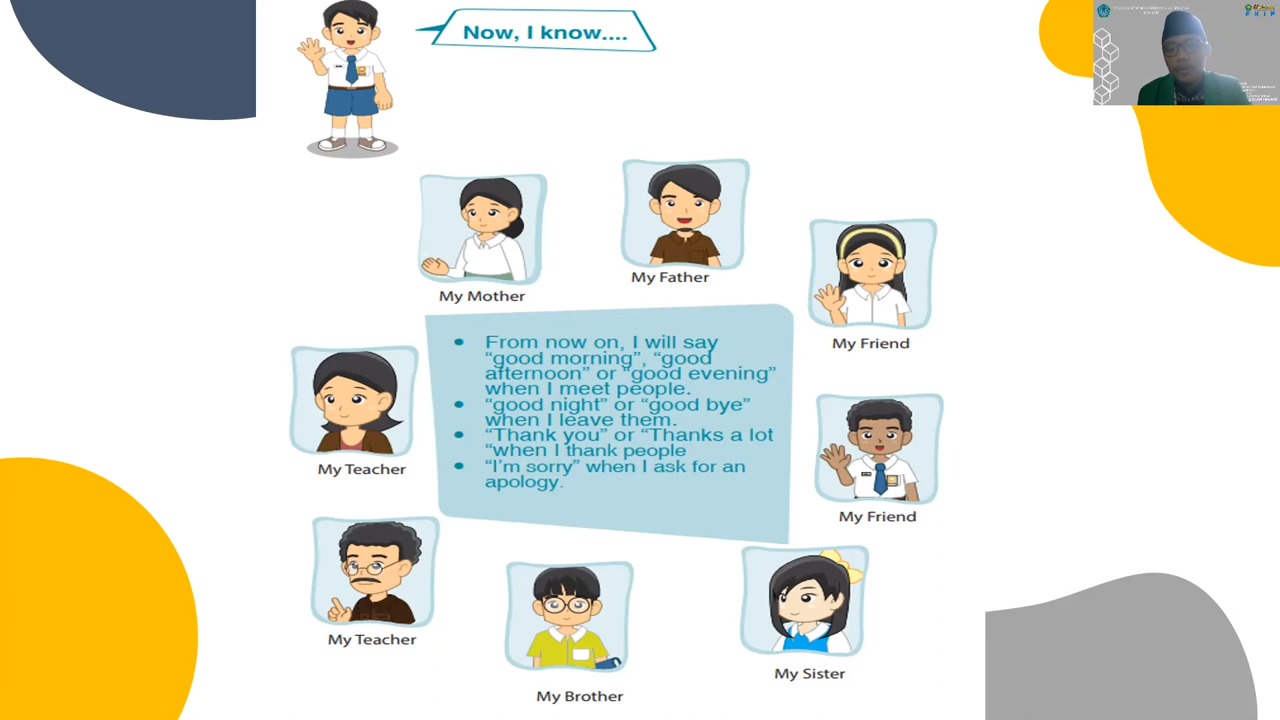 Now, I know....
My Mother
My Father
My Friend
My Teacher
• From now on, I will say
“good morning”, “good
afternoon” or “good evening”
when I meet people.
• “good night” or “good bye”
when I leave them.
• “Thank you” or “Thanks a lot
“when I thank people
• “I’m sorry” when I ask for an
apology.
My Friend
My Teacher
My Brother
My Sister
FKIP